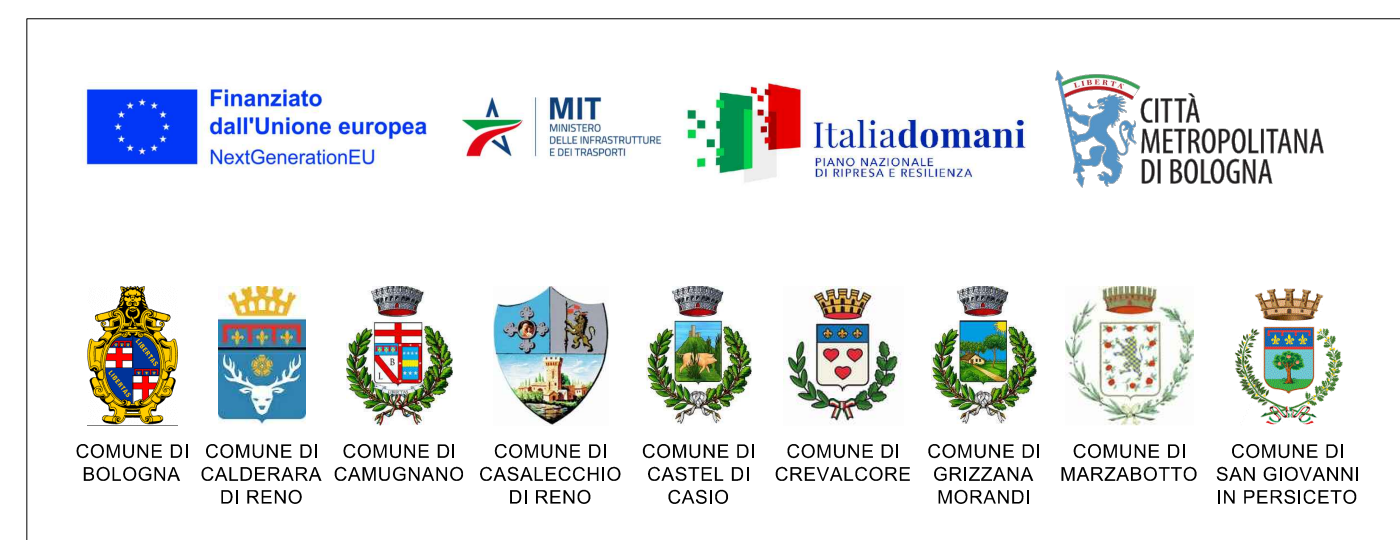 Finanziato
dall'Unione europea
NextGenerationEU
MIT
MINISTERO
DELLE INFRASTRUTTURE
E DEI TRASPORTI
Italiadomani
PIANO NAZIONALE
DI RIPRESA E RESILIENZA
LIBERTA
CITTÀ
METROPOLITANA
DI BOLOGNA
LIBERTAS
LIBERTAS
B
COMUNE DI
BOLOGNA
COMUNE DI
CALDERARA
DI RENO
COMUNE DI
CAMUGNANO
COMUNE DI
CASALECCHIO
DI RENO
COMUNE DI
CASTEL DI
CASIO
COMUNE DI
CREVALCORE
COMUNE DI
GRIZZANA
MORANDI
COMUNE DI
MARZABOTTO
COMUNE DI
SAN GIOVANNI
IN PERSICETO